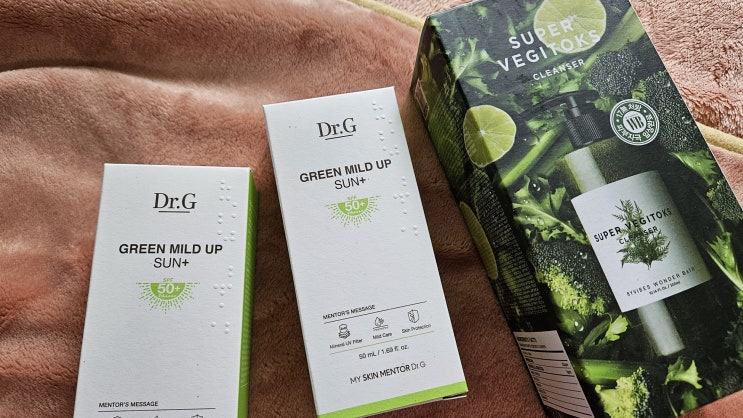 Dr.G
GREEN MILD UP
SUN+
SPF
50+
MENTOR'S MESSAGE
Dr.G
GREEN MILD UP
SUN+
SPF
50+
MENTOR'S MESSAGE
Mineral UV Filter
Mild Care
Skin Protection
50 mL / 1.69 fl. oz.
MY SKIN MENTOR Dr.G
SUPER
VEGITOKS
CLEANSER
SUPER VEGITOKS
CLEANSER
BYVIBES WONDER BATH